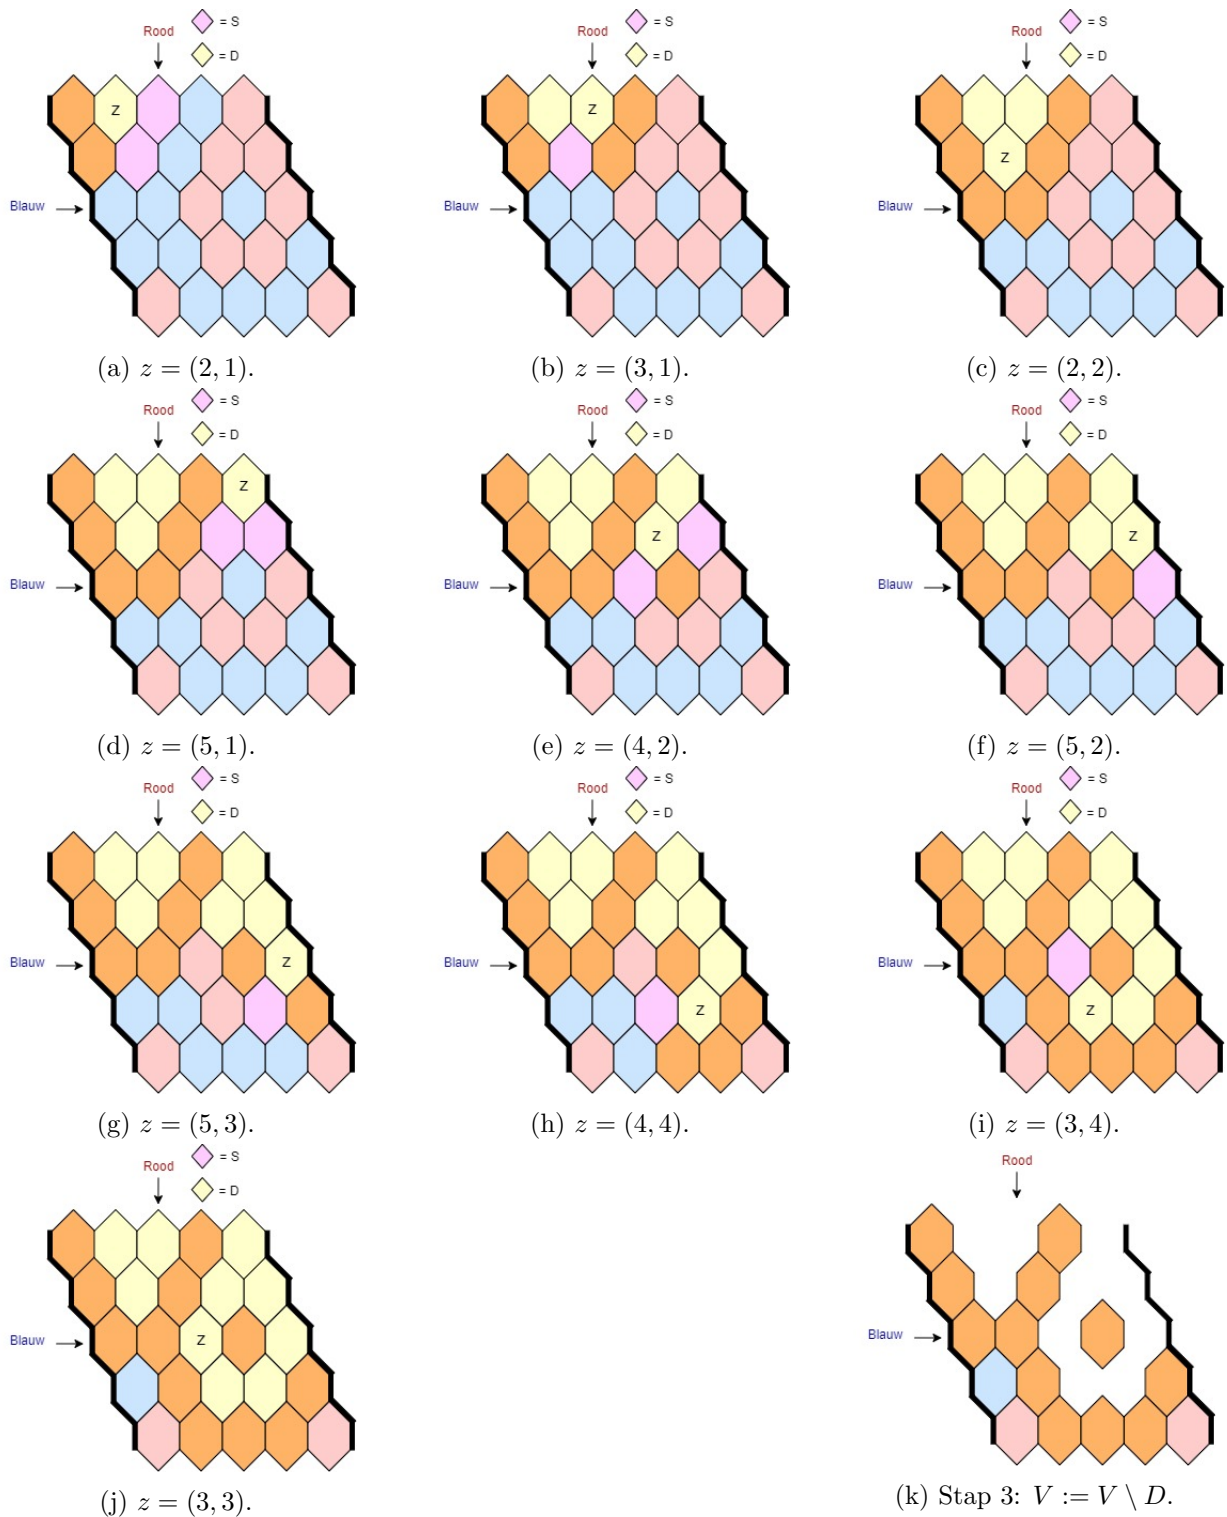 = S = S = S
Rood Rood Rood
= D = D = D
Z Z
Z
Blauw Blauw Blauw
(a) z = (2, 1). (b) z = (3, 1). (c) z = (2, 2).
= S = S = S
Rood Rood Rood
= D = D = D
Z
Z Z
Blauw Blauw Blauw
(d) z = (5, 1). (e) z = (4, 2). (f) z = (5, 2).
= S = S = S
Rood Rood Rood
= D = D = D
Blauw Z Blauw Blauw
Z Z
(g) z = (5, 3). (h) z = (4, 4). (i) z = (3, 4).
= S
Rood Rood
= D
Blauw Z Blauw
(j) z = (3, 3). (k) Stap 3: V := V \ D.